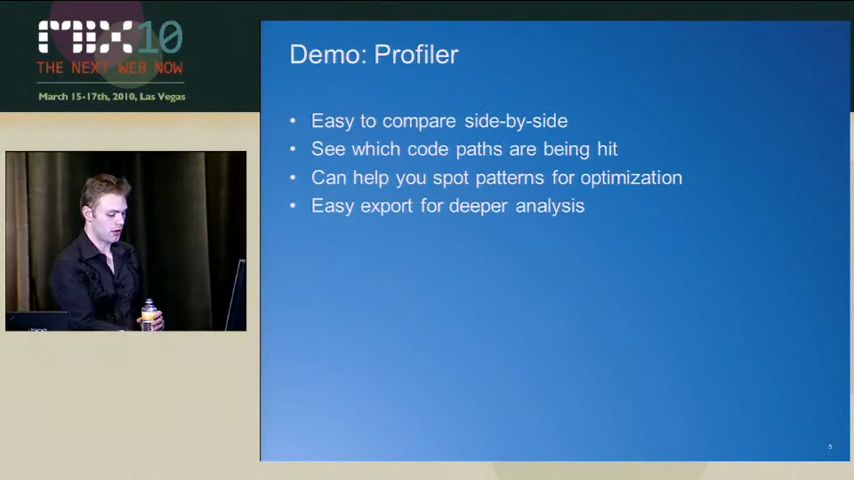 mix10
THE NEXT WEB NOW
March 15-17th, 2010, Las Vegas
Demo: Profiler
• Easy to compare side-by-side
• See which code paths are being hit
• Can help you spot patterns for optimization
• Easy export for deeper analysis